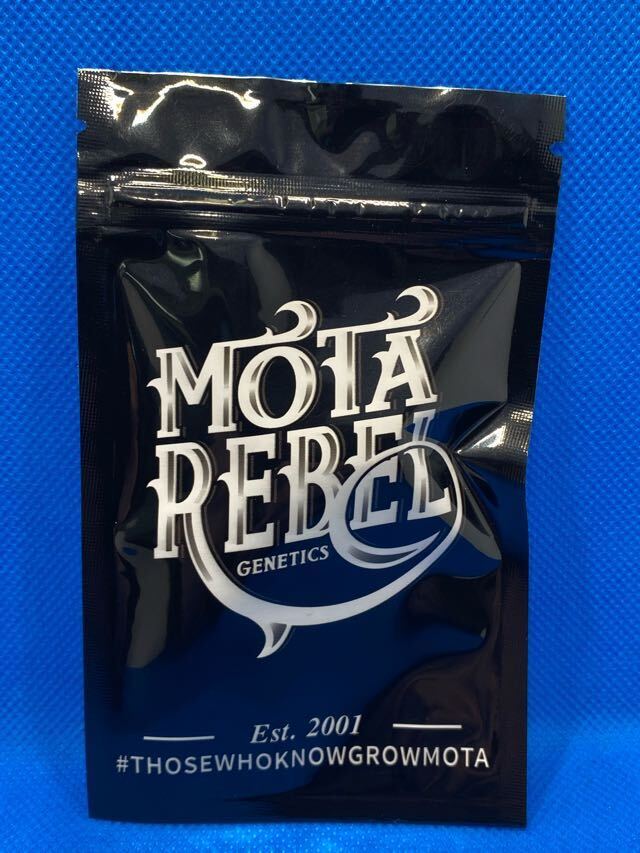 MOTA
REBEL
GENETICS
Est. 2001
#THOSEWHOKNOWGROWMOTA